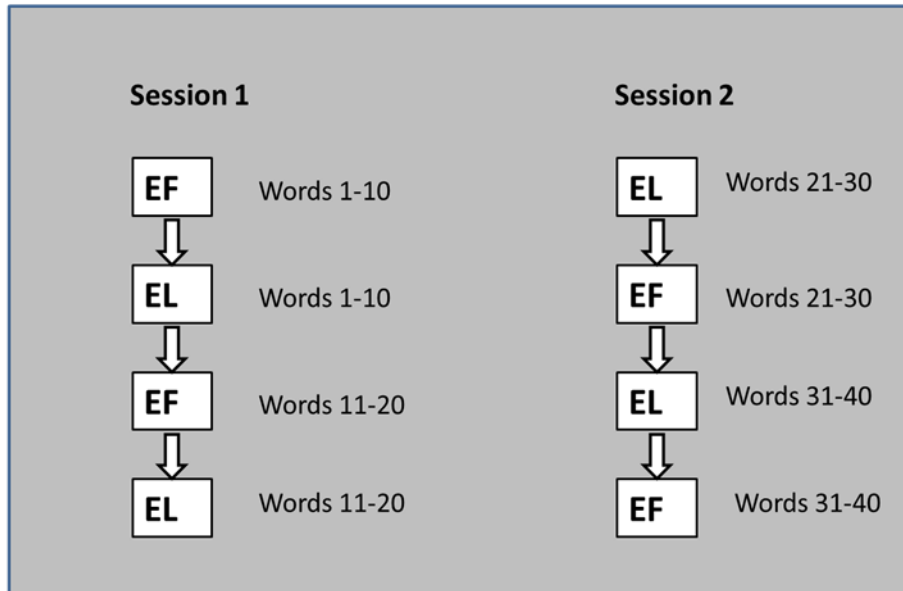 Session 1
EF Words 1-10
EL Words 1-10
EF Words 11-20
EL Words 11-20
Session 2
EL Words 21-30
EF Words 21-30
EL Words 31-40
EF Words 31-40